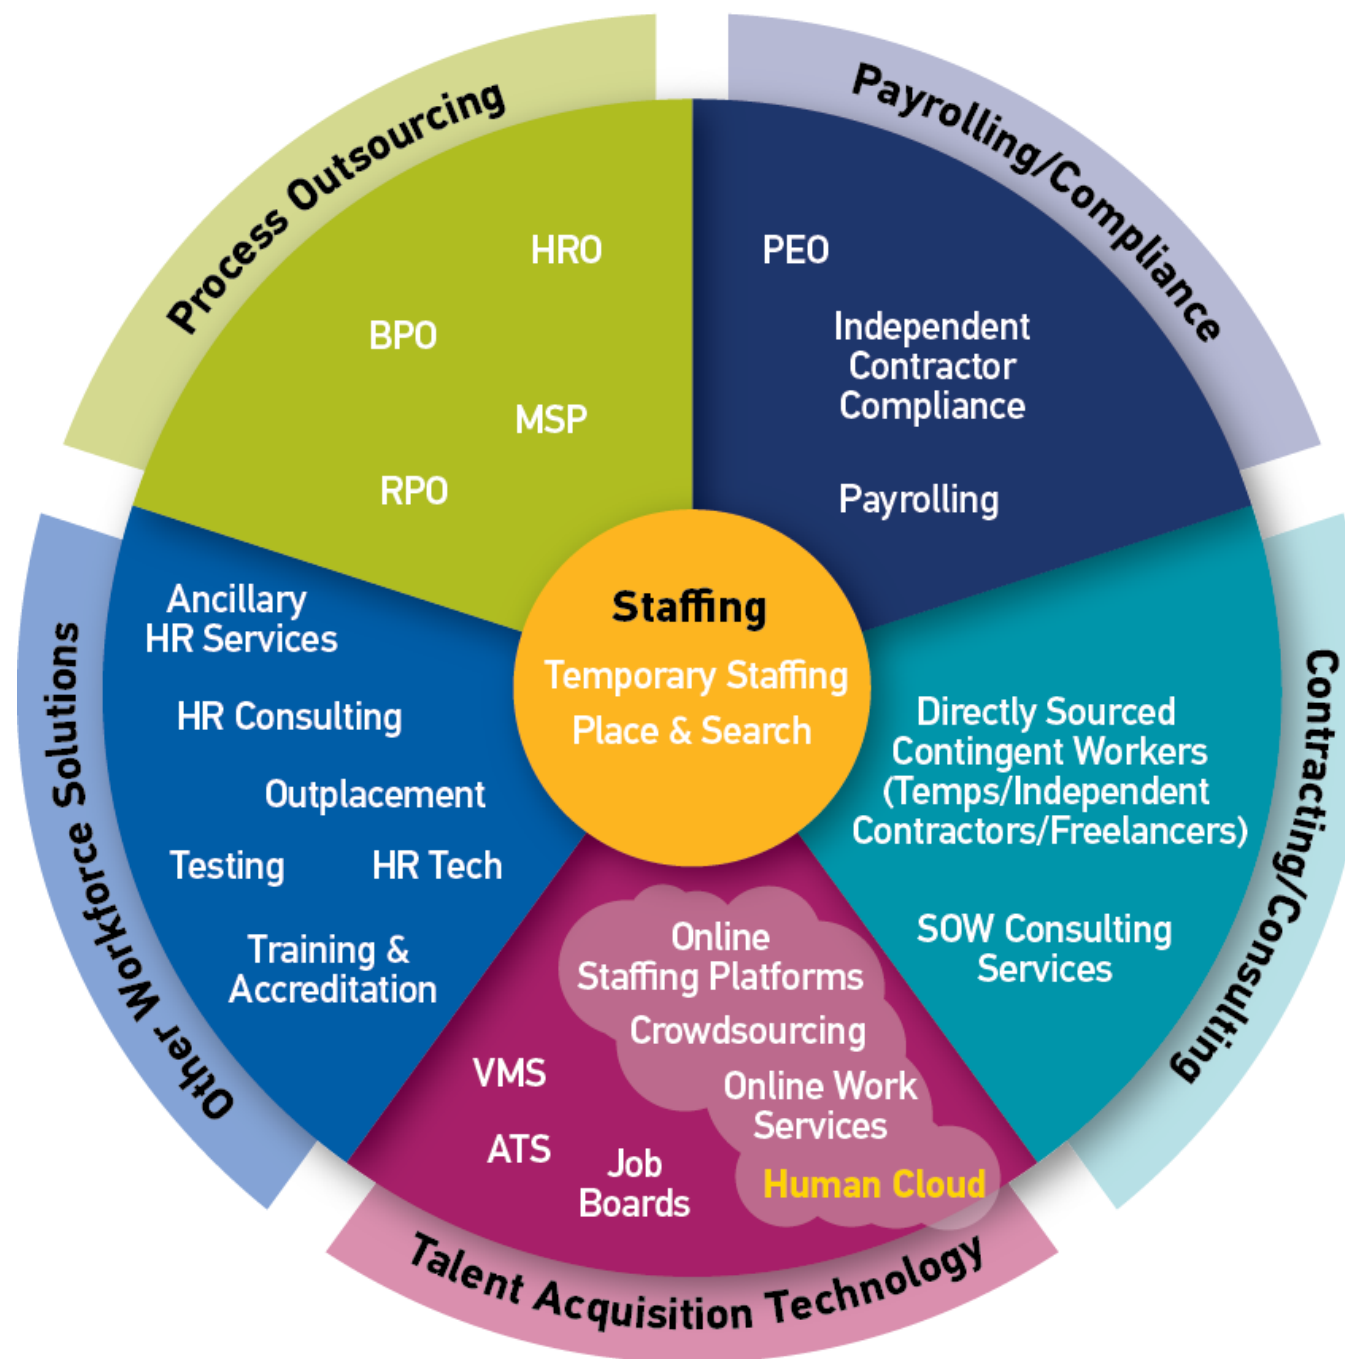 Process Outsourcing
HRO
BPO
MSP
RPO
Payrolling/Compliance
PEO
Independent
Contractor
Compliance
Payrolling
Contracting/Consulting
Directly Sourced
Contingent Workers
(Temps/Independent
Contractors/Freelancers)
SOW Consulting
Services
Talent Acquisition Technology
Online
Staffing Platforms
Crowdsourcing
Online Work
Services
Human Cloud
VMS
ATS
Job
Boards
Other Workforce Solutions
Ancillary
HR Services
HR Consulting
Outplacement
Testing
HR Tech
Training &
Accreditation
Staffing
Temporary Staffing
Place & Search